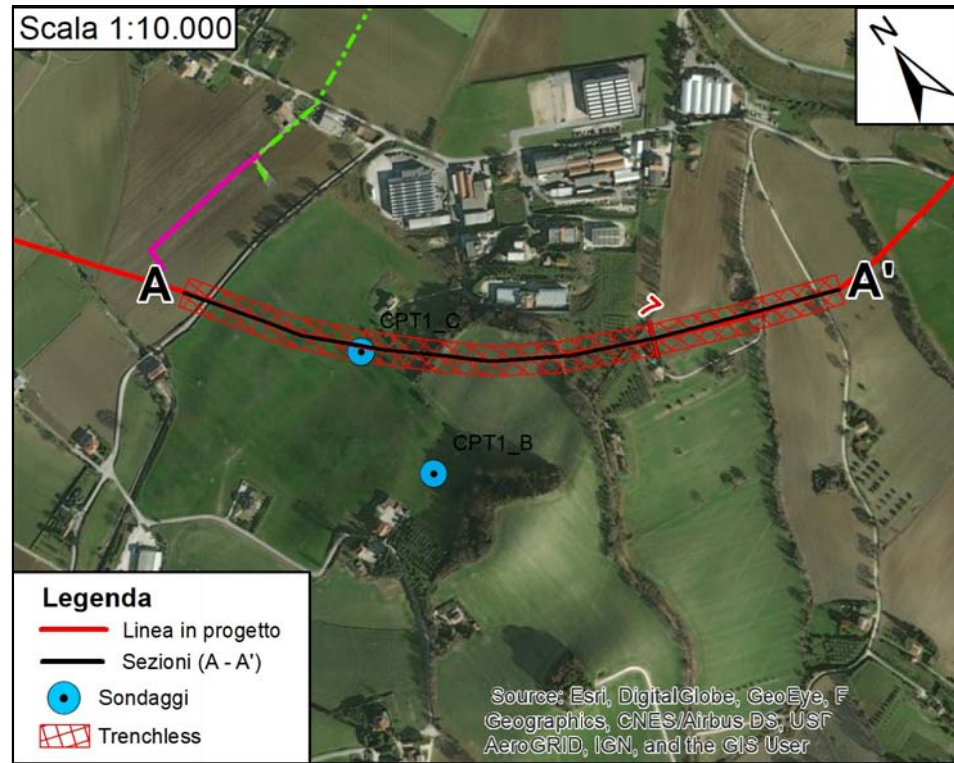 Scala 1:10.000
N
A
A'
7
CPT1_C
CPT1_B
Legenda
Linea in progetto
Sezioni (A - A')
Sondaggi
Trenchless
Source: Esri, DigitalGlobe, GeoEye,
Geographics, CNES/Airbus DS,
AeroGRID, IGN, and the GIS User